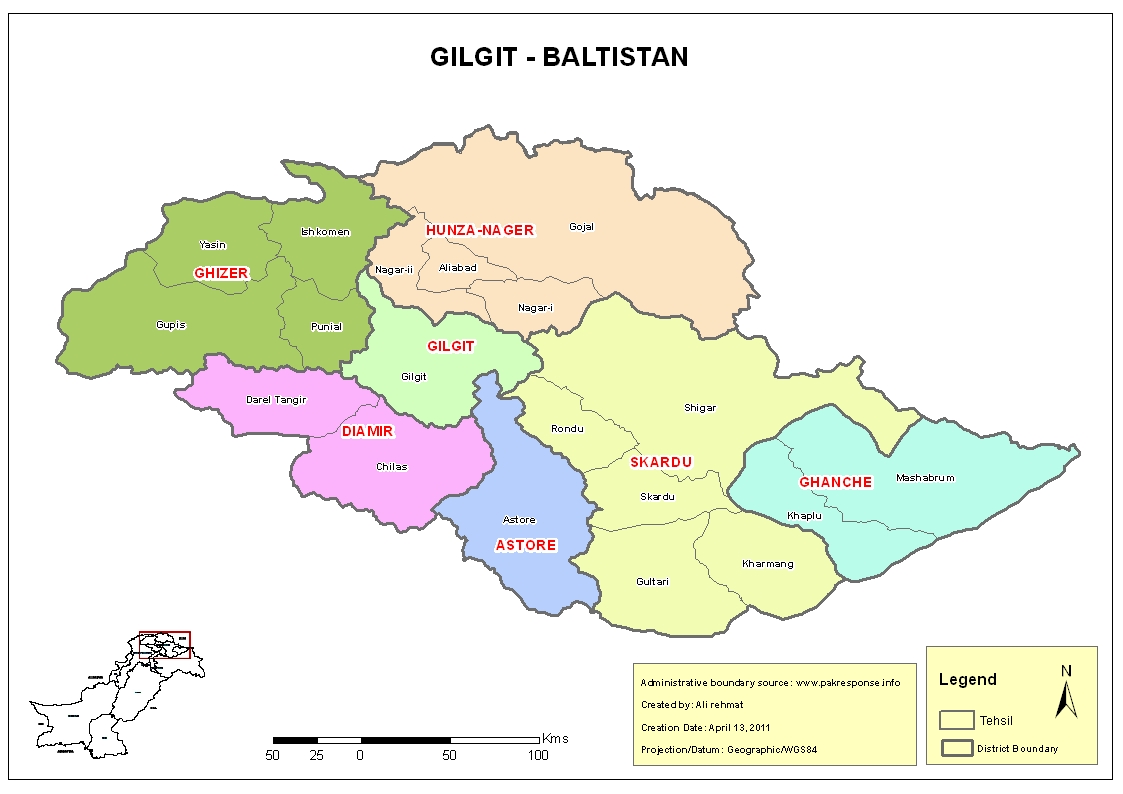 GILGIT - BALTISTAN
Gojal
HUNZA-NAGER
Ishkomen
Yasin
GHIZER
Nagar-ii
Aliabad
Nagar-i
Gupis
Punial
GILGIT
Gilgit
Darel Tangir
DIAMIR
Chilas
Shigar
Rondu
SKARDU
Skardu
GHANCHE
Mashabrum
Khaplu
Astore
ASTORE
Gultari
Kharmang
50 25 0 50 100
Kms
Administrative boundary source: www.pakresponse.info
Created by: Ali rehmat
Creation Date: April 13, 2011
Projection/Datum : Geographic/WGS84
Legend
N
Tehsil
District Boundary